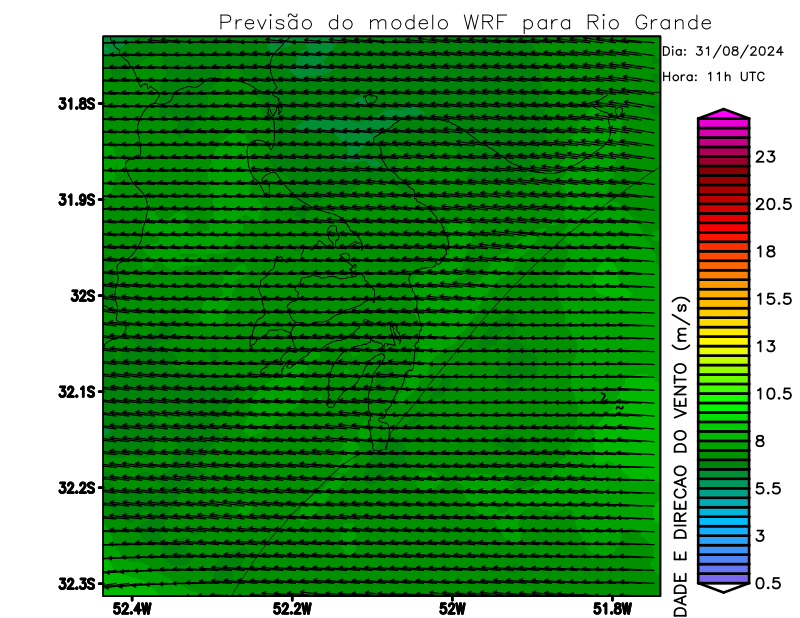 Previsão do modelo WRF para Rio Grande
Dia: 31/08/2024
Hora: 11h UTC
31.8S
31.9S
32S
32.1S
32.2S
32.3S
52.4W
52.2W
52W
51.8W
23
20.5
18
15.5
13
10.5
8
5.5
3
0.5
DADE E DIRECAO DO VENTO (m/s)